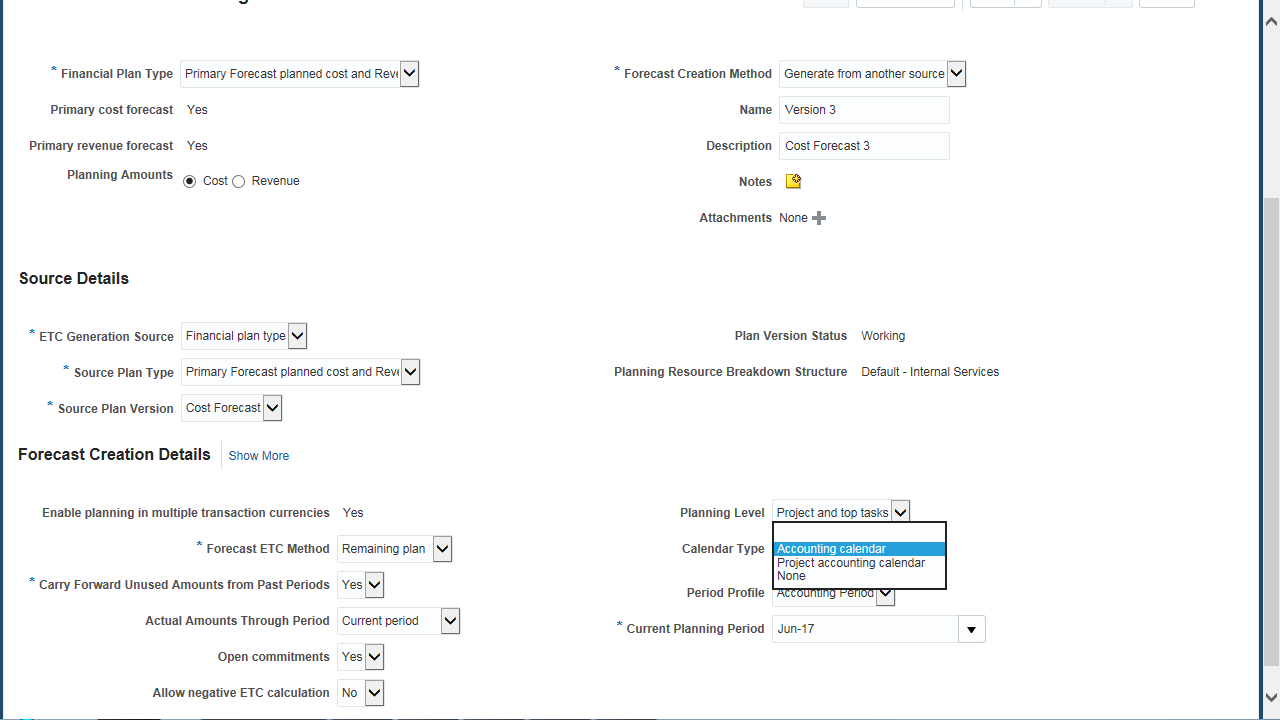 * Financial Plan Type Primary Forecast planned cost and Reve
Primary cost forecast Yes
Primary revenue forecast Yes
Planning Amounts Cost Revenue
* Forecast Creation Method Generate from another source
Name Version 3
Description Cost Forecast 3
Notes
Attachments None
Source Details
* ETC Generation Source Financial plan type
* Source Plan Type Primary Forecast planned cost and Reve
* Source Plan Version Cost Forecast
Plan Version Status Working
Planning Resource Breakdown Structure Default - Internal Services
Forecast Creation Details Show More
Enable planning in multiple transaction currencies Yes
* Forecast ETC Method Remaining plan
* Carry Forward Unused Amounts from Past Periods Yes
Actual Amounts Through Period Current period
Open commitments Yes
Allow negative ETC calculation No
Planning Level Project and top tasks
Calendar Type Accounting calendar
Project accounting calendar
None
Period Profile Accounting Period
* Current Planning Period Jun-17